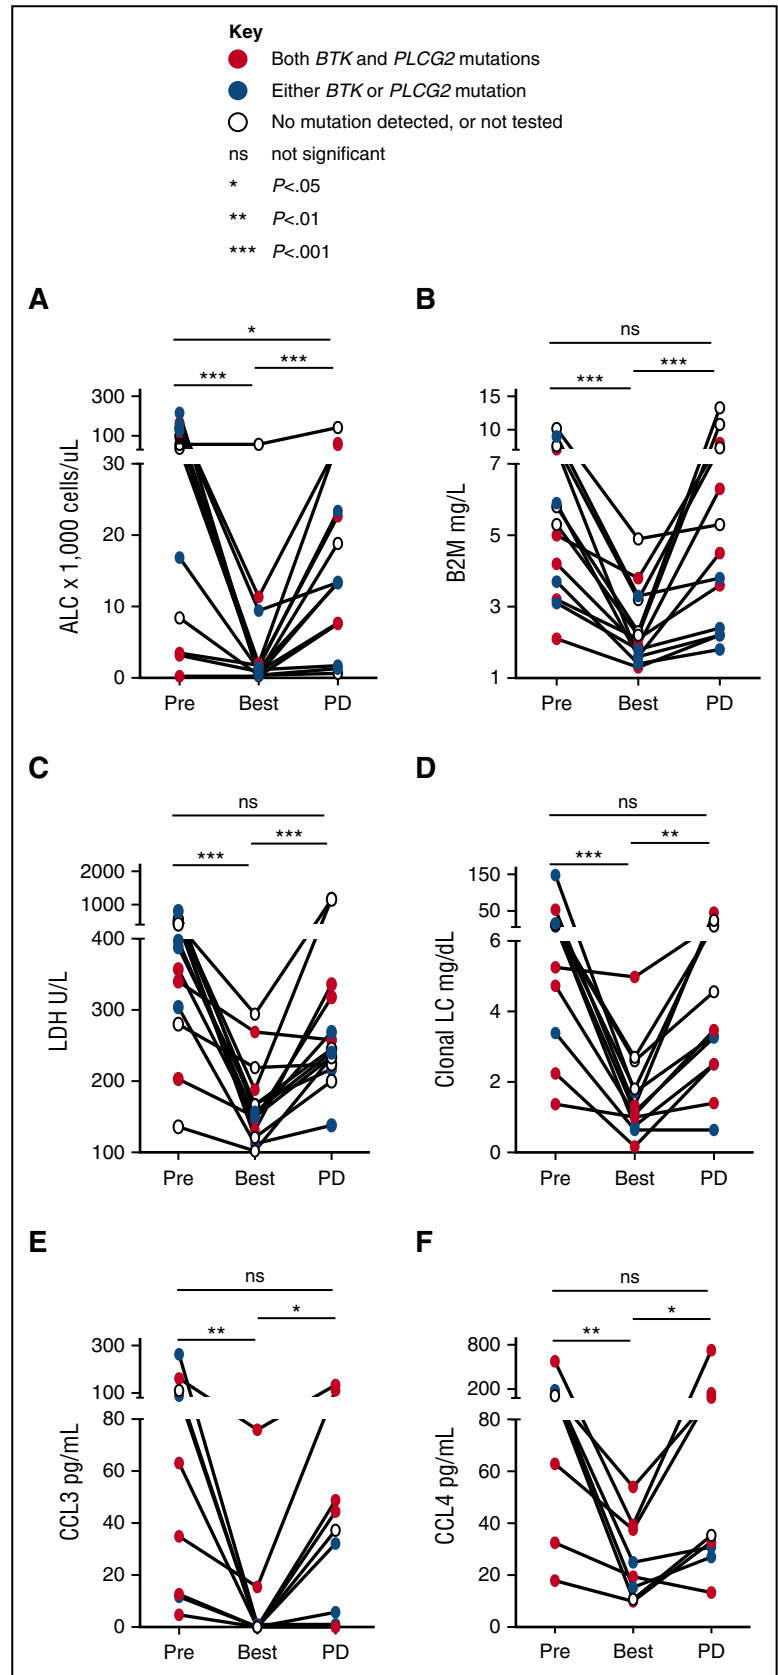 Key
Both BTK and PLCG2 mutations
Either BTK or PLCG2 mutation
No mutation detected, or not tested
ns not significant
* P<.05
** P<.01
*** P<.001
A
*
***
***
ALC x 1,000 cells/uL
300
100
30
20
10
0
Pre Best PD
B
ns
***
***
B2M mg/L
15
10
7
5
3
1
Pre Best PD
C
ns
***
***
LDH U/L
2000
1000
400
300
200
100
Pre Best PD
D
ns
**
***
Clonal LC mg/dL
150
50
6
4
2
0
Pre Best PD
E
ns
*
**
CCL3 pg/mL
300
100
80
60
40
20
0
Pre Best PD
F
ns
*
**
CCL4 pg/mL
800
200
80
60
40
20
0
Pre Best PD